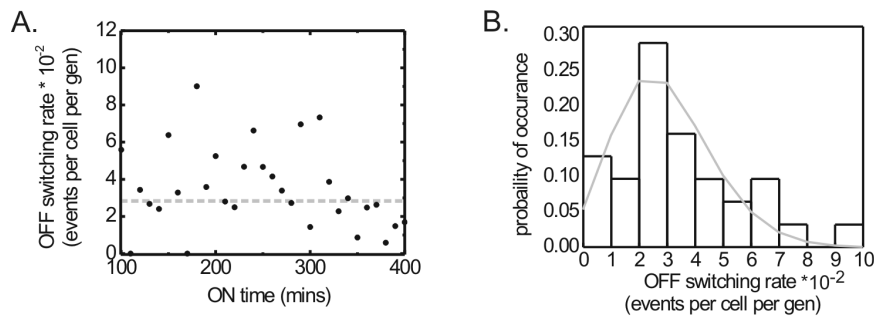 A.
OFF switching rate * 10-2
(events per cell per gen)
12
10
8
6
4
2
0
100
200
300
400
ON time (mins)
B.
probaility of occurance
0.30
0.25
0.20
0.15
0.10
0.05
0.00
0 1 2 3 4 5 6 7 8 9 10
OFF switching rate *10-2
(events per cell per gen)